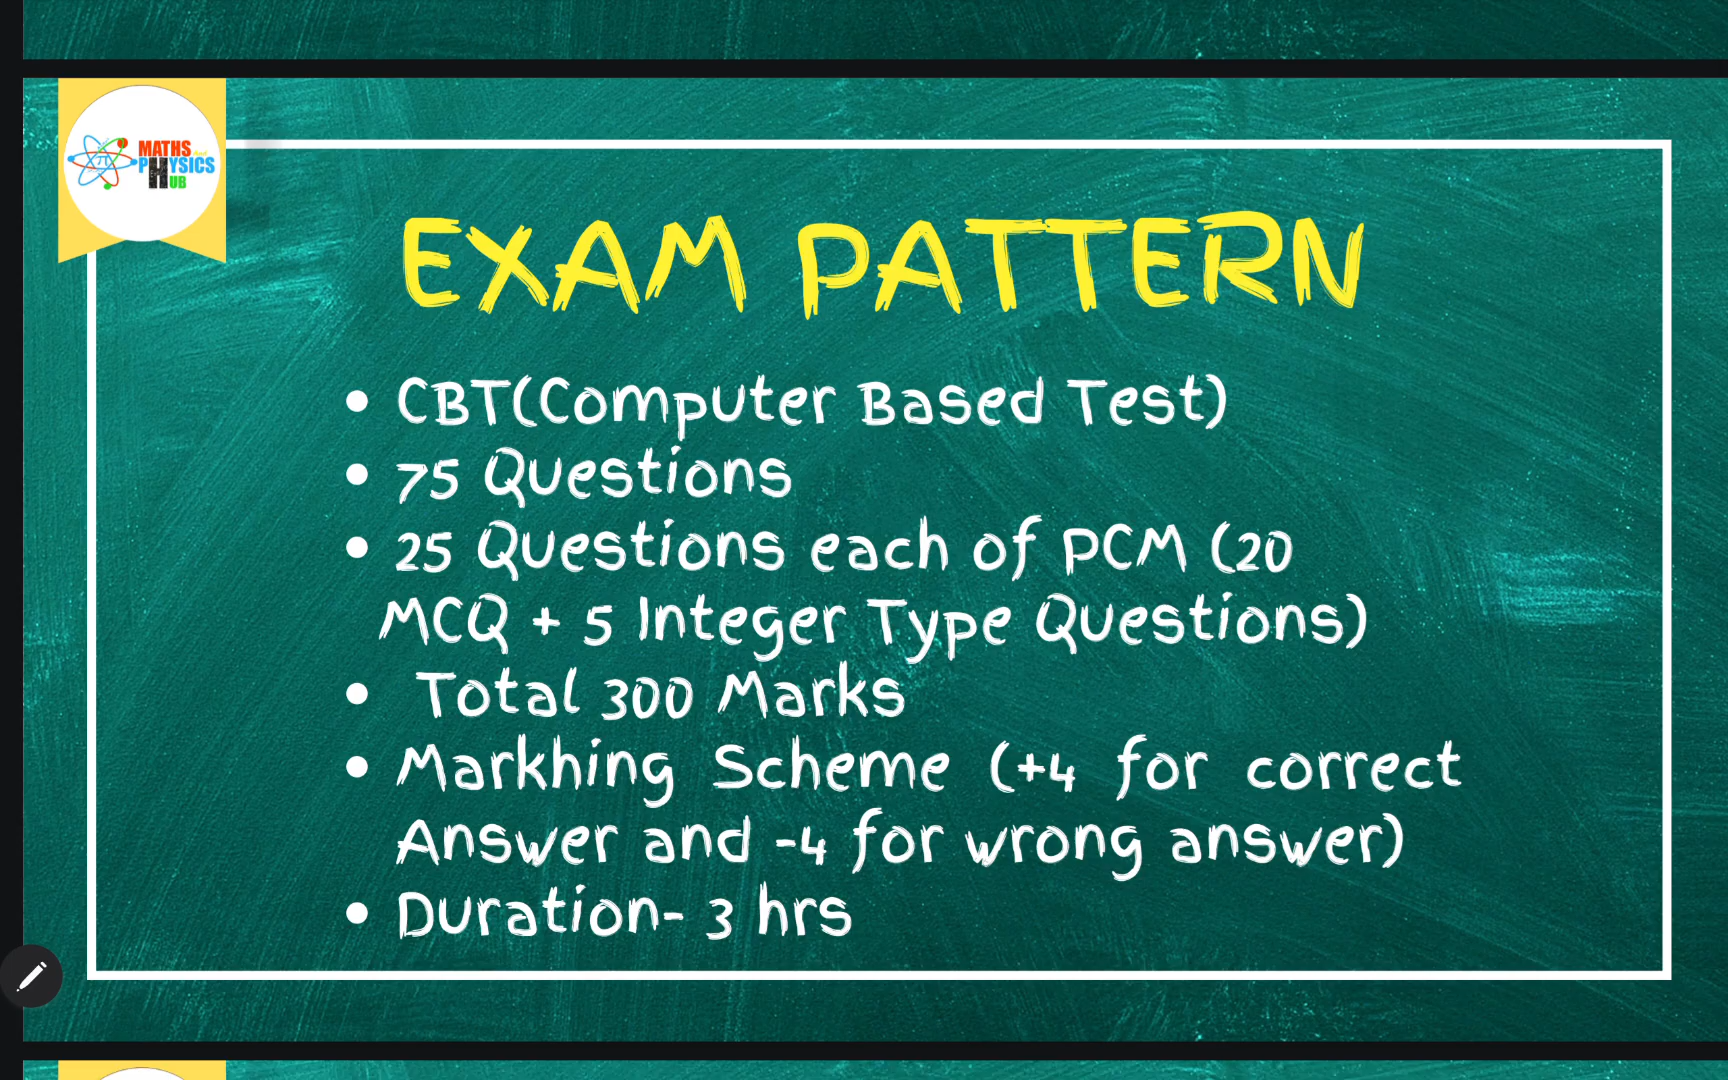 MATHS
PHYSICS
HUB
EXAM PATTERN
• CBT(Computer Based Test)
• 75 Questions
• 25 Questions each of PCM (20
MCQ + 5 Integer Type Questions)
• Total 300 Marks
• Markhing Scheme (+4 for correct
Answer and -4 for wrong answer)
• Duration- 3 hrs